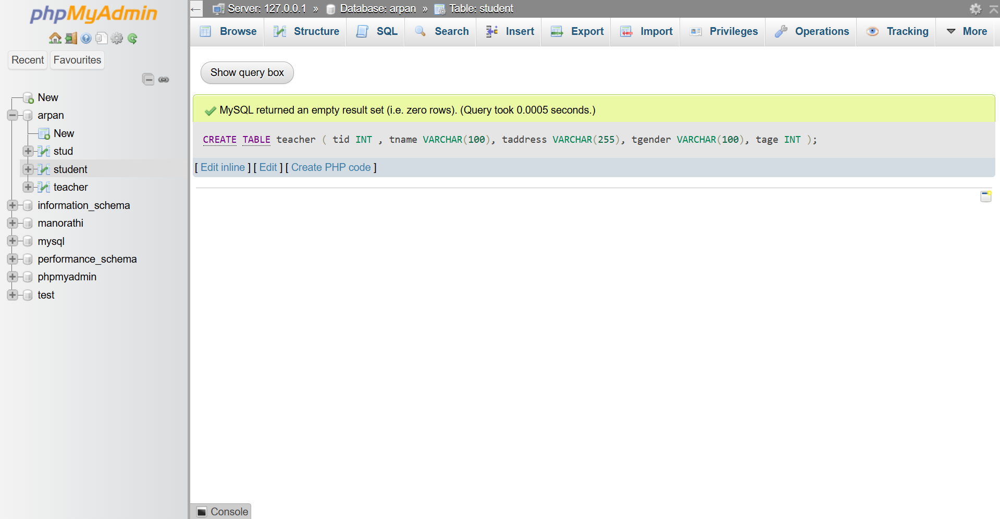 phpMyAdmin
Recent Favourites
New
arpan
New
stud
student
teacher
information_schema
manorathi
mysql
performance_schema
phpmyadmin
test
← Server: 127.0.0.1 » Database: arpan » Table: student
Browse Structure SQL Search Insert Export Import Privileges Operations Tracking More
Show query box
MySQL returned an empty result set (i.e. zero rows). (Query took 0.0005 seconds.)
CREATE TABLE teacher ( tid INT , tname VARCHAR(100), taddress VARCHAR(255), tgender VARCHAR(100), tage INT );
[ Edit inline ] [ Edit ] [ Create PHP code ]
Console